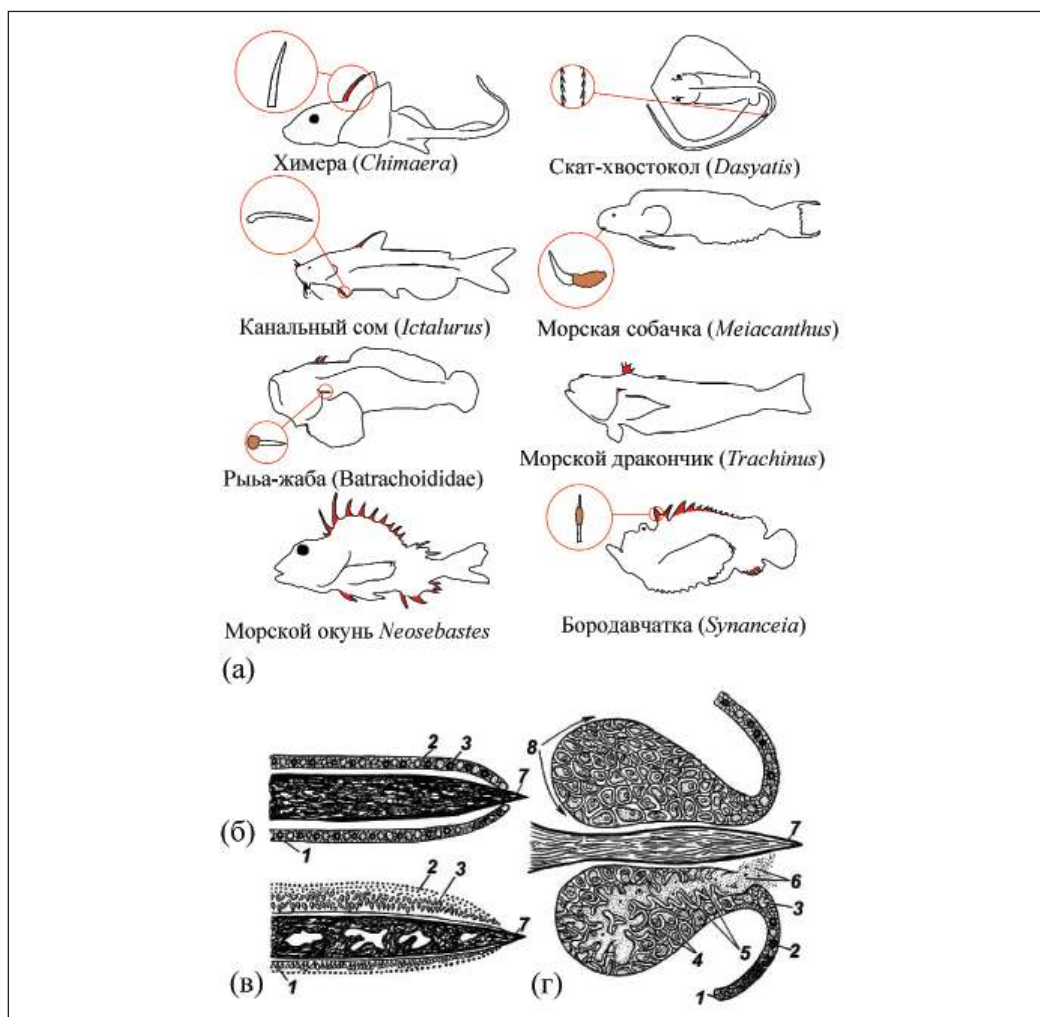 Химера (Chimaera)
Скат-хвостокол (Dasyatis)
Канальный сом (Ictalurus)
Морская собачка (Meiacanthus)
Рыьа-жаба (Batrachoididae)
Морской дракончик (Trachinus)
Морской окунь Neosebastes
Бородавчатка (Synanceia)
(а)
2 3 7
(б)
1
2 3 7
(в)
1
8
7
6
3
2
4 5
1
(г)